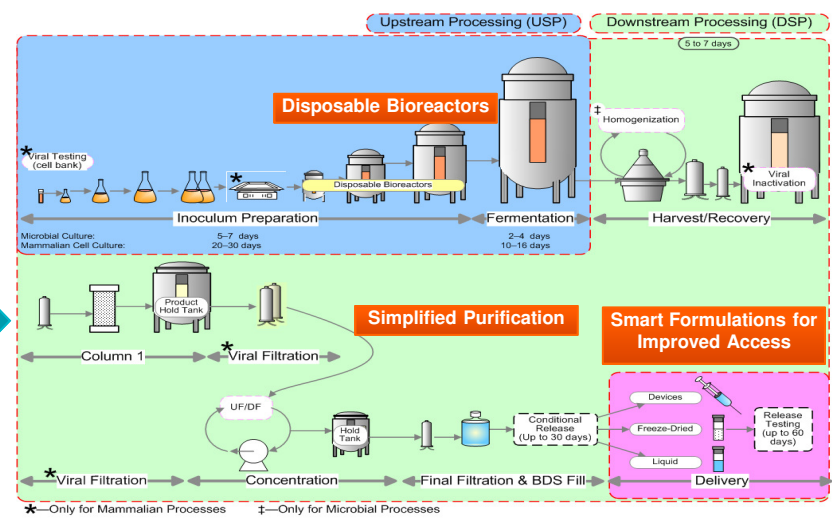 Upstream Processing (USP)
Downstream Processing (DSP)
5 to 7 days
Disposable Bioreactors
‡
Homogenization
*
Viral Testing
(cell bank)
*
Disposable Bioreactors
*
Viral
Inactivation
Inoculum Preparation
Fermentation
Harvest/Recovery
Microbial Culture: 5–7 days 2–4 days
Mammalian Cell Culture: 20–30 days 10–16 days
Product
Hold Tank
Simplified Purification
Smart Formulations for
Improved Access
Column 1
*Viral Filtration
UF/DF
Hold
Tank
Conditional
Release
(Up to 30 days)
Devices
Freeze-Dried
Liquid
Release
Testing
(up to 60
days)
*Viral Filtration
Concentration
Final Filtration & BDS Fill
Delivery
*—Only for Mammalian Processes
‡—Only for Microbial Processes